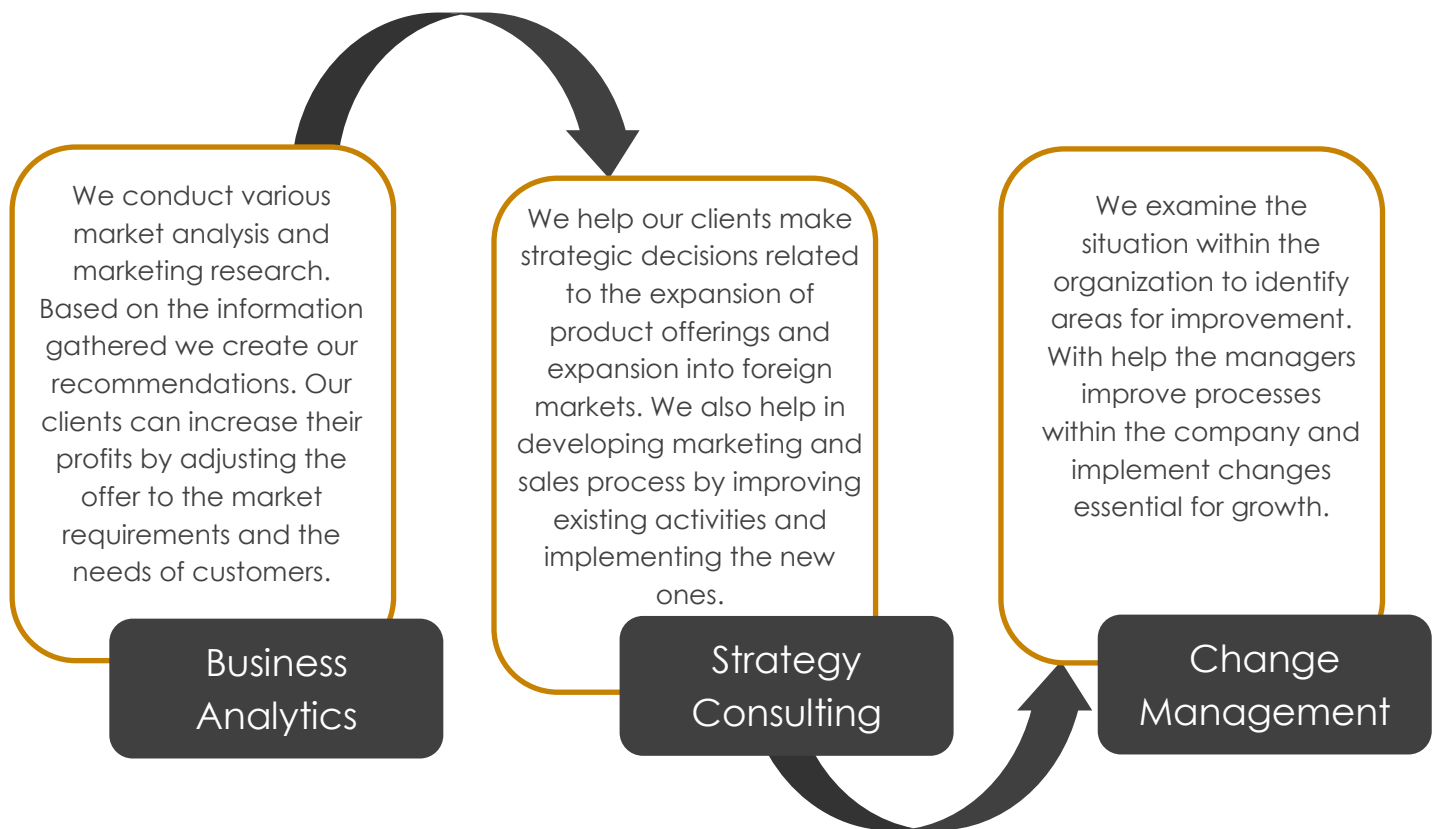 We conduct various
market analysis and
marketing research.
Based on the information
gathered we create our
recommendations. Our
clients can increase their
profits by adjusting the
offer to the market
requirements and the
needs of customers.
Business
Analytics
We help our clients make
strategic decisions related
to the expansion of
product offerings and
expansion into foreign
markets. We also help in
developing marketing and
sales process by improving
existing activities and
implementing the new
ones.
Strategy
Consulting
We examine the
situation within the
organization to identify
areas for improvement.
With help the managers
improve processes
within the company and
implement changes
essential for growth.
Change
Management